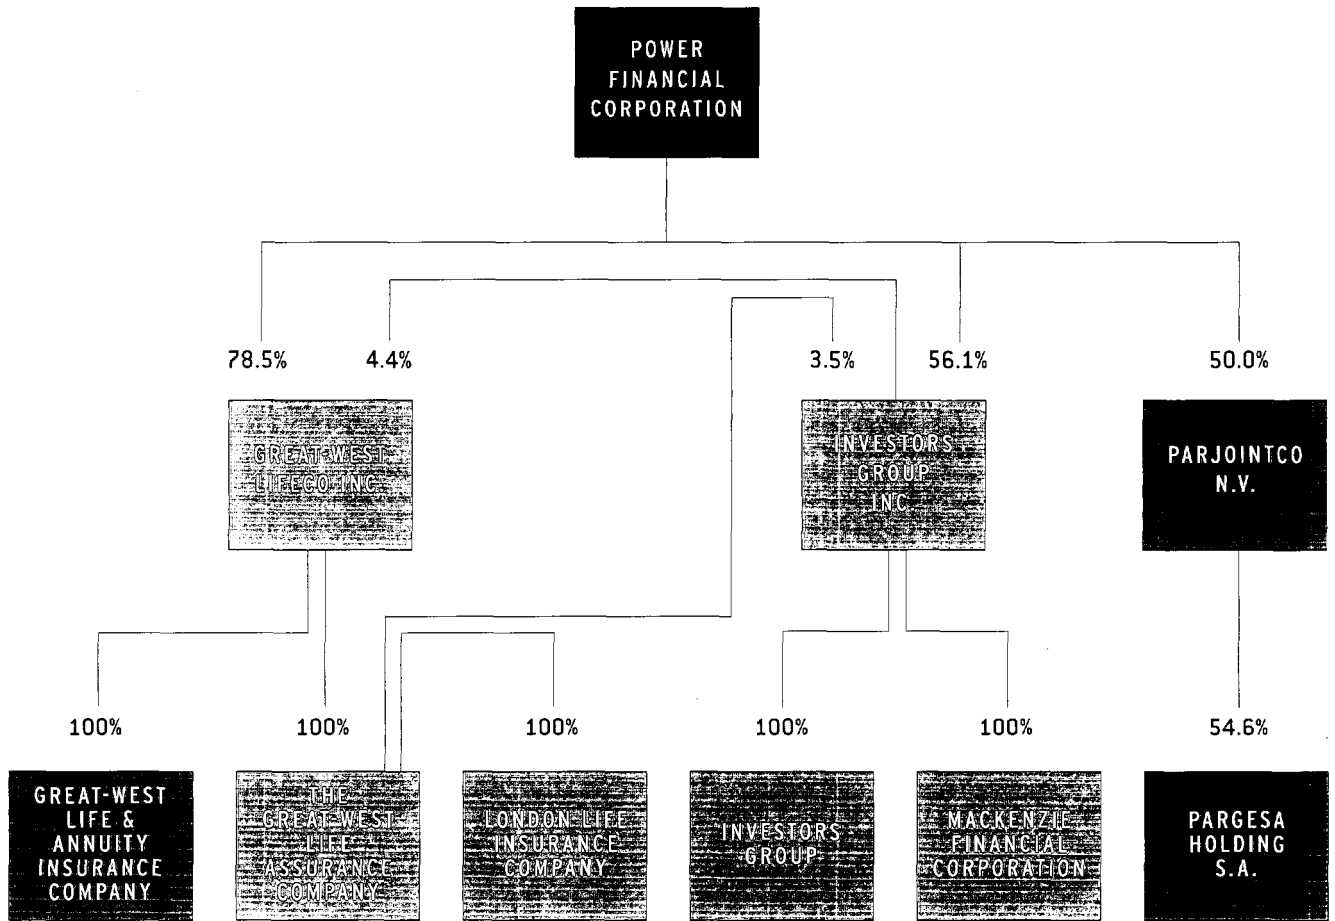 POWER
FINANCIAL
CORPORATION
78.5%
4.4%
3.5%
56.1%
50.0%
GREAT-WEST
LIFECO INC.
INVESTORS
GROUP
INC.
PARJOINTCO
N.V.
100%
100%
100%
100%
100%
54.6%
GREAT-WEST
LIFE &
ANNUITY
INSURANCE
COMPANY
THE
GREAT-WEST
LIFE
ASSURANCE
COMPANY
LONDON LIFE
INSURANCE
COMPANY
INVESTORS
GROUP
MACKENZIE
FINANCIAL
CORPORATION
PARGESA
HOLDING
S.A.